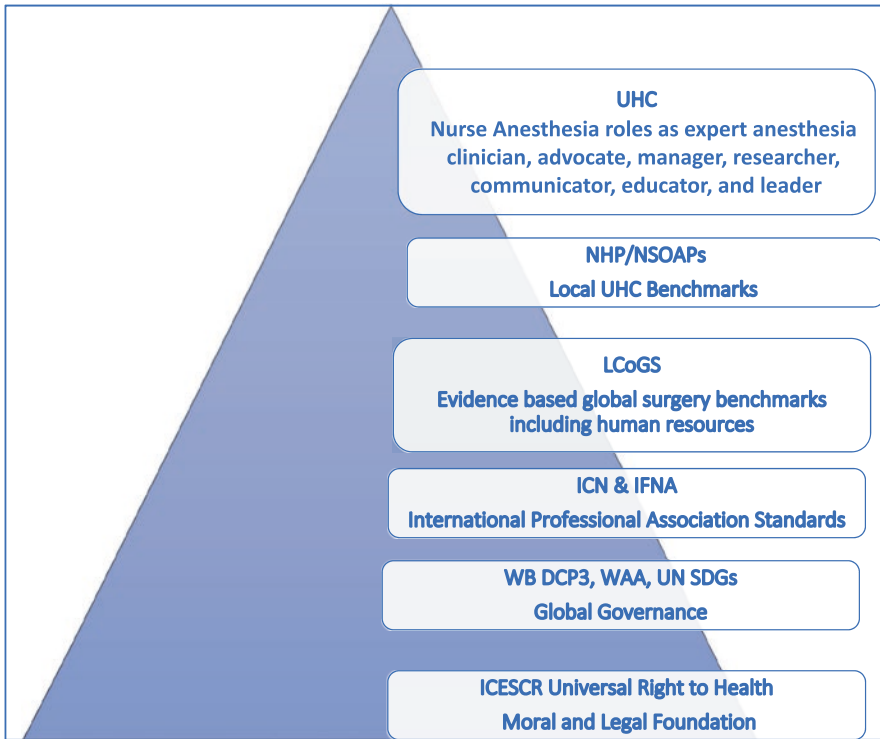 UHC
Nurse Anesthesia roles as expert anesthesia
clinician, advocate, manager, researcher,
communicator, educator, and leader
NHP/NSOAPs
Local UHC Benchmarks
LCoGS
Evidence based global surgery benchmarks
including human resources
ICN & IFNA
International Professional Association Standards
WB DCP3, WAA, UN SDGs
Global Governance
ICESCR Universal Right to Health
Moral and Legal Foundation